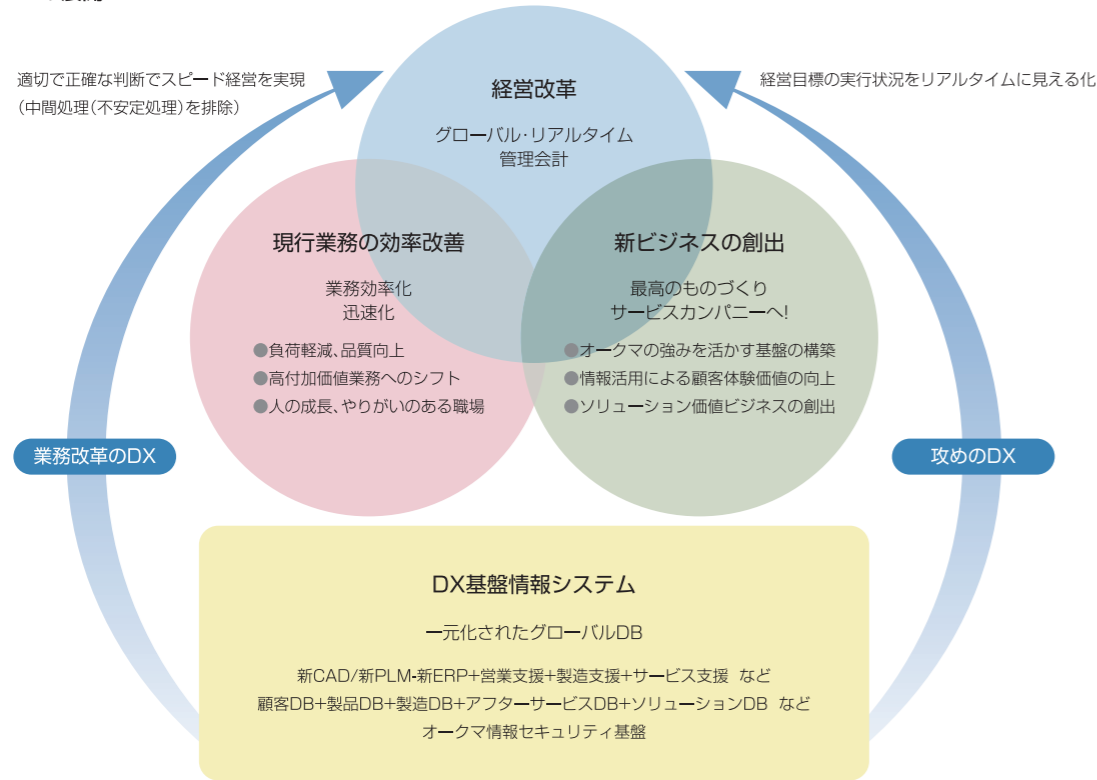 適切で正確な判断でスピード経営を実現
(中間処理(不安定処理)を排除)
経営目標の実行状況をリアルタイムに見える化
経営改革
グローバル・リアルタイム
管理会計
現行業務の効率改善
業務効率化
迅速化
●負荷軽減、品質向上
●高付加価値業務へのシフト
●人の成長、やりがいのある職場
新ビジネスの創出
最高のものづくり
サービスカンパニーへ!
●オークマの強みを活かす基盤の構築
●情報活用による顧客体験価値の向上
●ソリューション価値ビジネスの創出
業務改革のDX
攻めのDX
DX基盤情報システム
一元化されたグローバルDB
新CAD/新PLM-新ERP+営業支援+製造支援+サービス支援 など
顧客DB+製品DB+製造DB+アフターサービスDB+ソリューションDB など
オークマ情報セキュリティ基盤